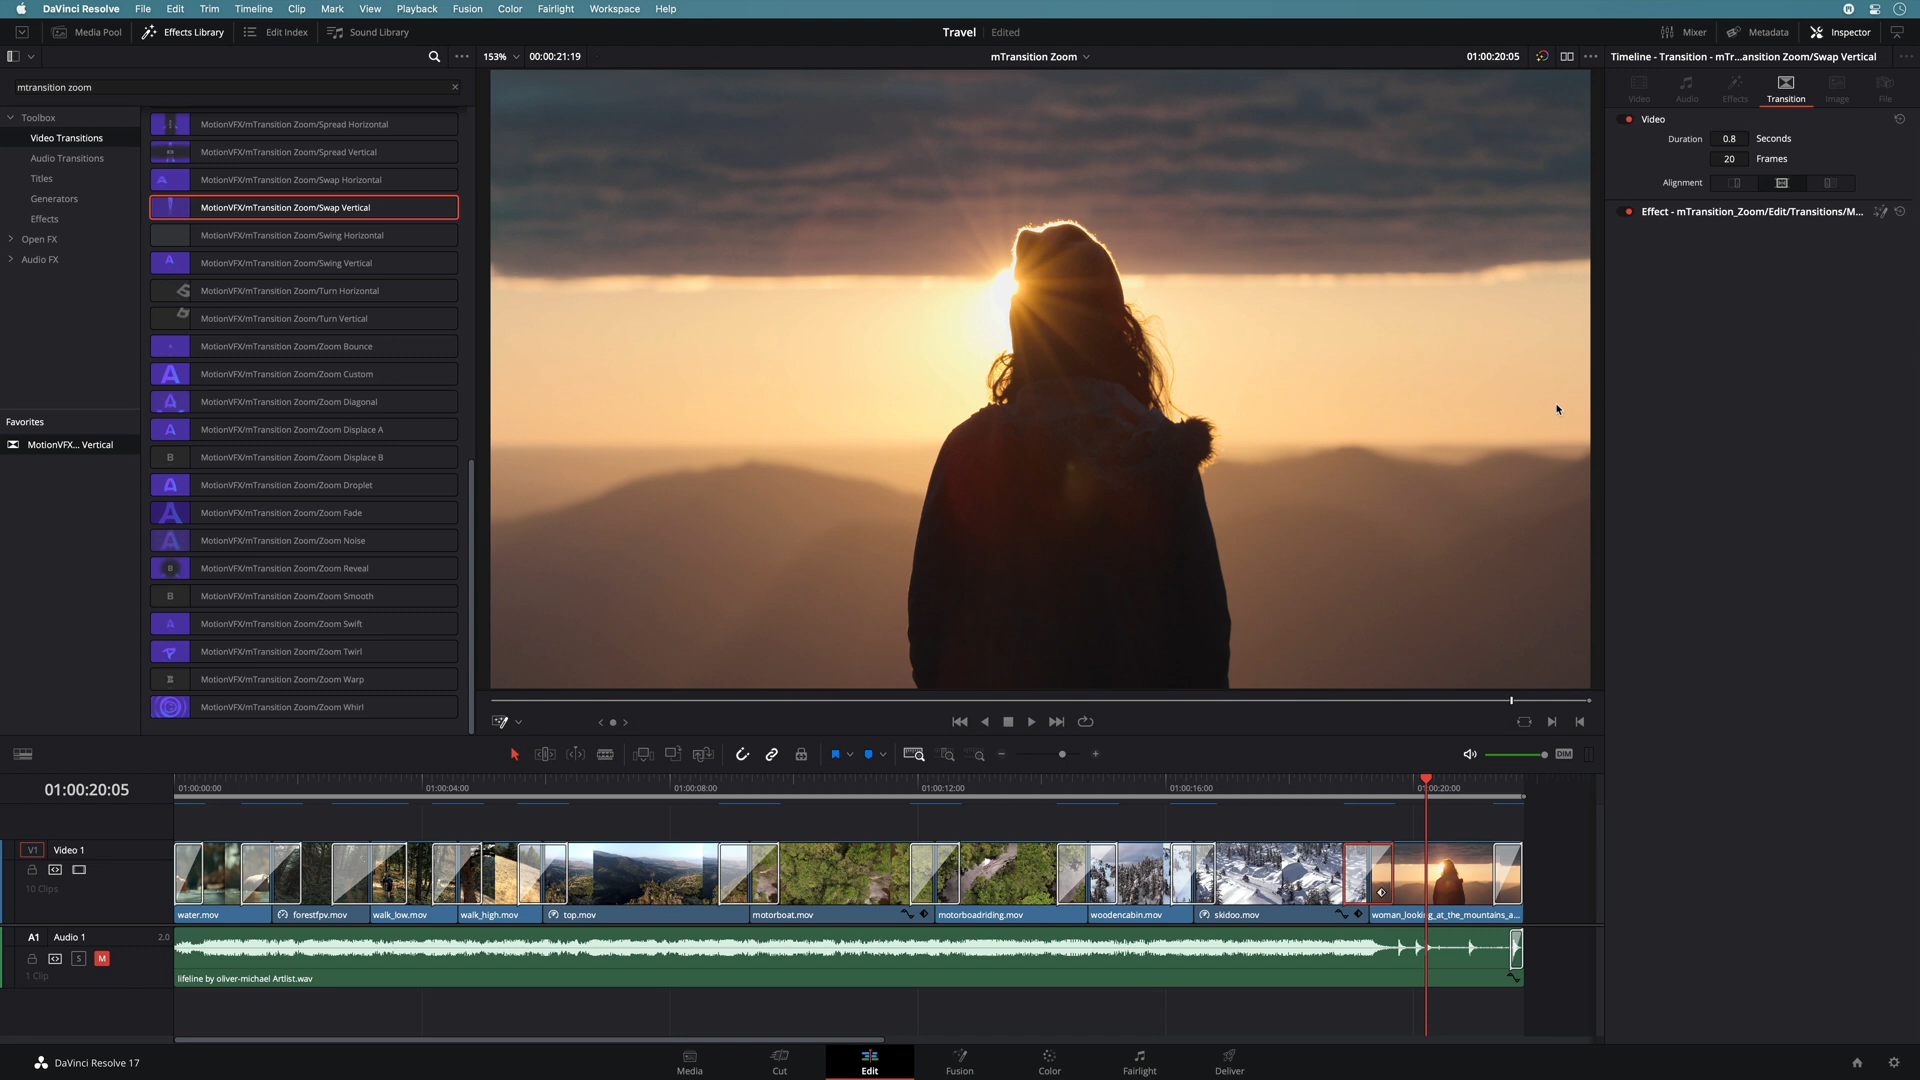 DaVinci Resolve File Edit Trim Timeline Clip Mark View Playback Fusion Color Fairlight Workspace Help
Media Pool Effects Library Edit Index Sound Library Travel Edited Mixer Metadata Inspector
153% 00:00:21:19 mTransition Zoom 01:00:20:05 Timeline - Transition - mTr...ansition Zoom/Swap Vertical
mtransition zoom
Video Audio Effects Transition Image File
Toolbox
Video Transitions
Audio Transitions
Titles
Generators
Effects
Open FX
Audio FX
Favorites
MotionVFX... Vertical
MotionVFX/mTransition Zoom/Spread Horizontal
MotionVFX/mTransition Zoom/Spread Vertical
MotionVFX/mTransition Zoom/Swap Horizontal
MotionVFX/mTransition Zoom/Swap Vertical
MotionVFX/mTransition Zoom/Swing Horizontal
A MotionVFX/mTransition Zoom/Swing Vertical
MotionVFX/mTransition Zoom/Turn Horizontal
MotionVFX/mTransition Zoom/Turn Vertical
MotionVFX/mTransition Zoom/Zoom Bounce
A MotionVFX/mTransition Zoom/Zoom Custom
A MotionVFX/mTransition Zoom/Zoom Diagonal
A MotionVFX/mTransition Zoom/Zoom Displace A
B MotionVFX/mTransition Zoom/Zoom Displace B
A MotionVFX/mTransition Zoom/Zoom Droplet
A MotionVFX/mTransition Zoom/Zoom Fade
A MotionVFX/mTransition Zoom/Zoom Noise
B MotionVFX/mTransition Zoom/Zoom Reveal
B MotionVFX/mTransition Zoom/Zoom Smooth
A MotionVFX/mTransition Zoom/Zoom Swift
MotionVFX/mTransition Zoom/Zoom Twirl
MotionVFX/mTransition Zoom/Zoom Warp
MotionVFX/mTransition Zoom/Zoom Whirl
Video
Duration 0.8 Seconds
20 Frames
Alignment
Effect - mTransition_Zoom/Edit/Transitions/M...
DIM
01:00:20:05 01:00:00:00 01:00:04:00 01:00:08:00 01:00:12:00 01:00:16:00 01:00:20:00
V1 Video 1
10 Clips
water.mov forestfpv.mov walk_low.mov walk_high.mov top.mov motorboat.mov motorboadriding.mov woodencabin.mov skidoo.mov woman_looking_at_the_mountains_a...
A1 Audio 1 2.0
S M
1 Clip
lifeline by oliver-michael Artlist.wav
DaVinci Resolve 17 Media Cut Edit Fusion Color Fairlight Deliver